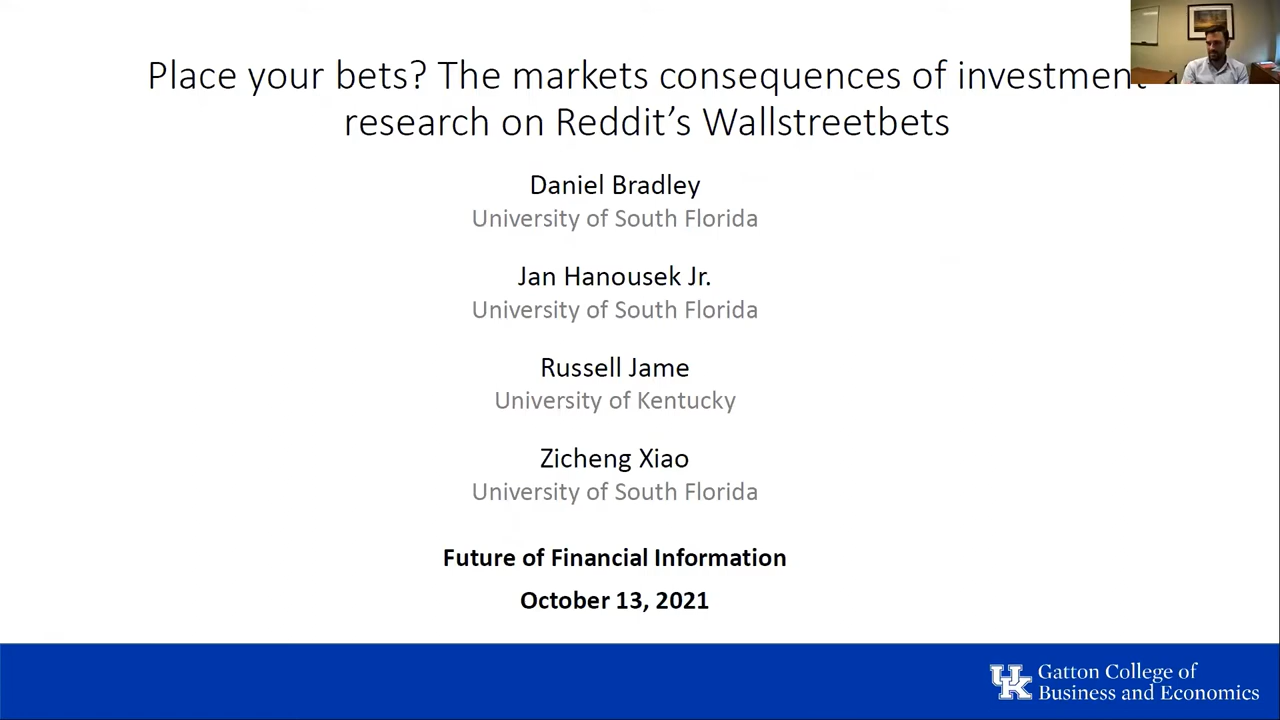 Place your bets? The markets consequences of investment
research on Reddit's Wallstreetbets
Daniel Bradley
University of South Florida
Jan Hanousek Jr.
University of South Florida
Russell Jame
University of Kentucky
Zicheng Xiao
University of South Florida
Future of Financial Information
October 13, 2021
UK
Gatton College of
Business and Economics